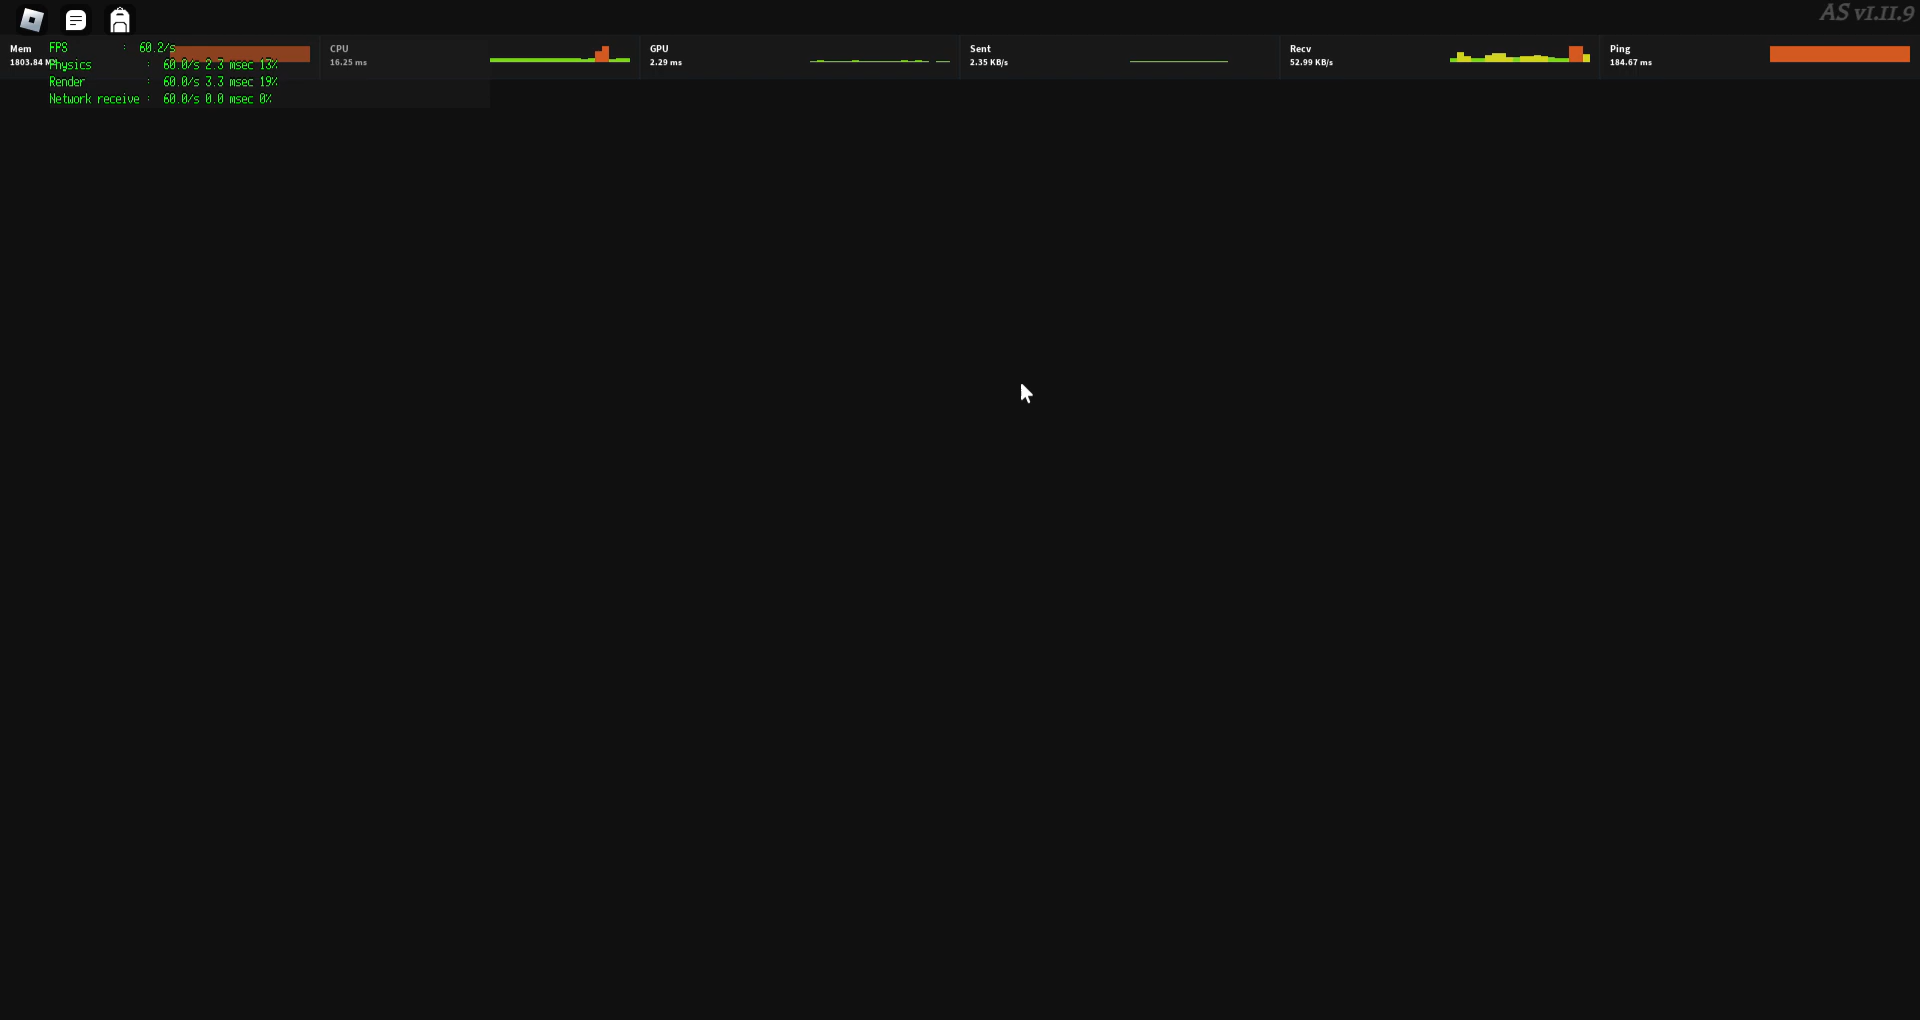 AS v1.11.9
Mem
1803.84 M
FPS : 60.2/s
Physics : 60.0/s 2.3 msec 13%
Render : 60.0/s 3.3 msec 19%
Network receive : 60.0/s 0.0 msec 0%
CPU
16.25 ms
GPU
2.29 ms
Sent
2.35 KB/s
Recv
52.99 KB/s
Ping
184.67 ms